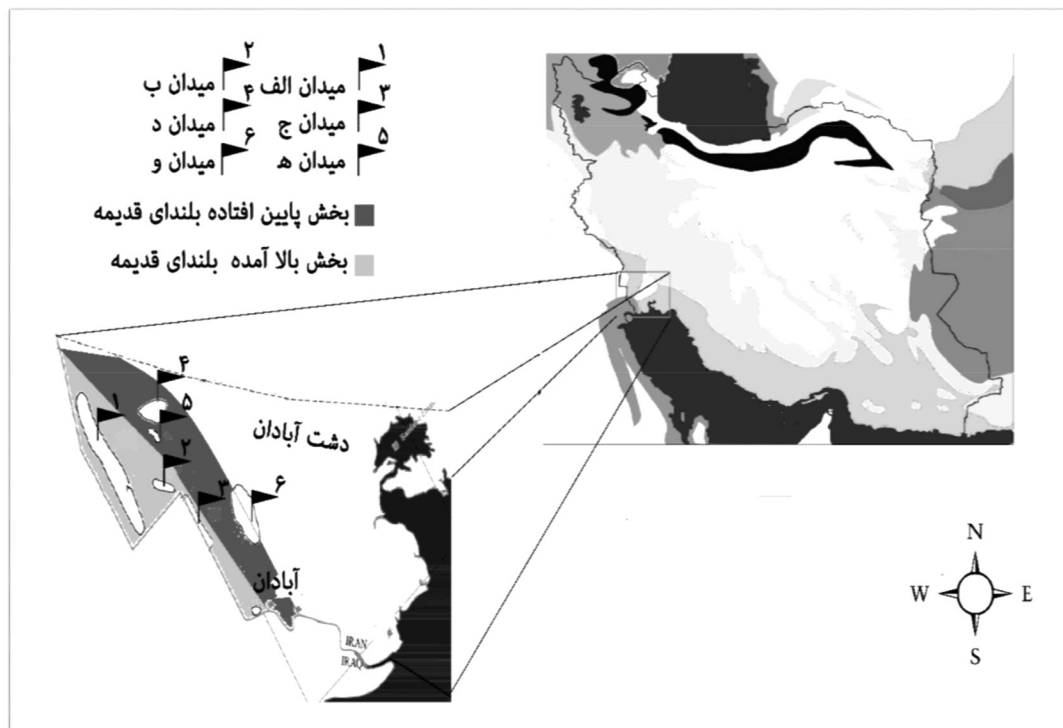 ۱ ۲
میدان الف میدان ب
۳ ۴
میدان ج میدان د
۵ ۶
میدان ه میدان و
بخش پایین افتاده بلندای قدیمه
بخش بالا آمده بلندای قدیمه
۴
۱ ۵
دشت آبادان
۲
۳ ۶
آبادان
IRAN
IRAQ
N
W E
S